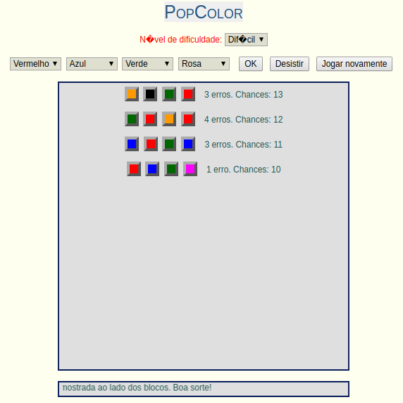 PopColor
N�vel de dificuldade: Dif�cil
Vermelho Azul Verde Rosa OK Desistir Jogar novamente
3 erros. Chances: 13
4 erros. Chances: 12
3 erros. Chances: 11
1 erro. Chances: 10
nostrada ao lado dos blocos. Boa sorte!